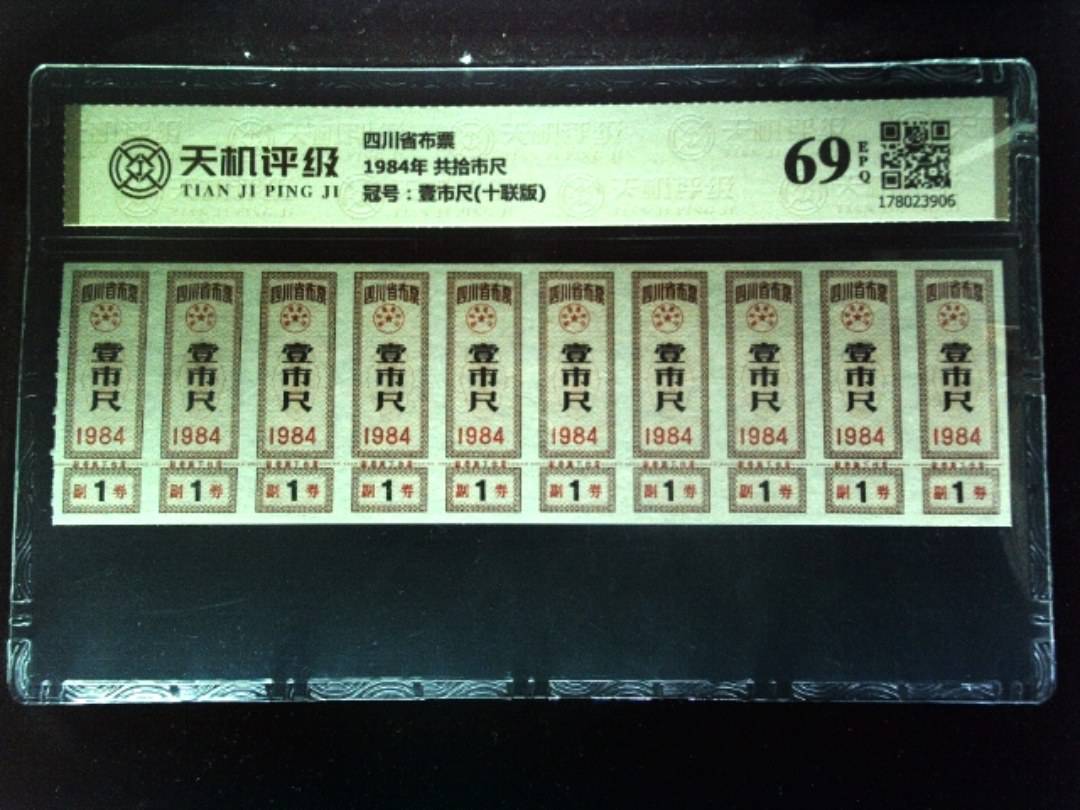 天机评级
TIAN JI PING JI
四川省布票
1984年 共拾市尺
冠号：壹市尺(十联版)
69
EPQ
178023906
四川省布票 四川省布票 四川省布票 四川省布票 四川省布票 四川省布票 四川省布票 四川省布票 四川省布票 四川省布票
壹市尺 壹市尺 壹市尺 壹市尺 壹市尺 壹市尺 壹市尺 壹市尺 壹市尺 壹市尺
1984 1984 1984 1984 1984 1984 1984 1984 1984 1984
副1券 副1券 副1券 副1券 副1券 副1券 副1券 副1券 副1券 副1券